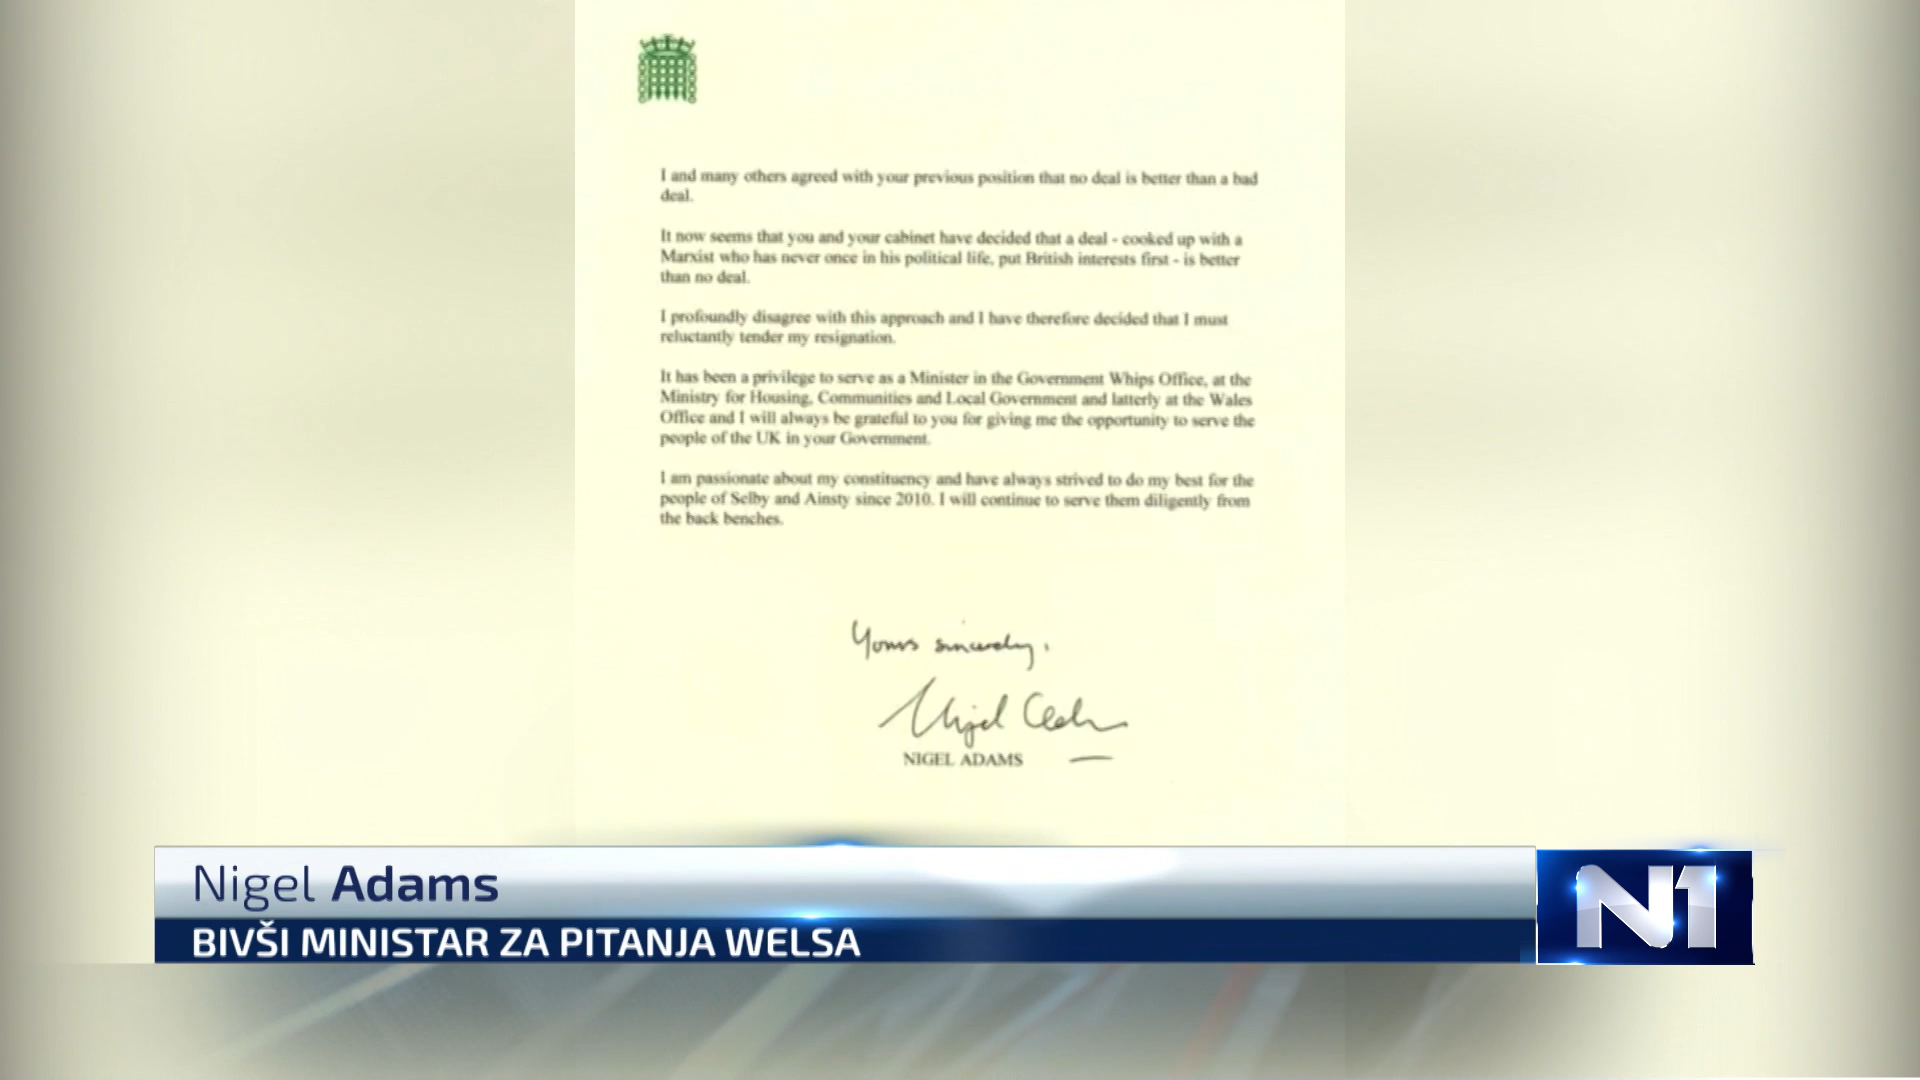 I and many others agreed with your previous position that no deal is better than a bad
deal.
It now seems that you and your cabinet have decided that a deal - cooked up with a
Marxist who has never once in his political life, put British interests first - is better
than no deal.
I profoundly disagree with this approach and I have therefore decided that I must
reluctantly tender my resignation.
It has been a privilege to serve as a Minister in the Government Whips Office, at the
Ministry for Housing, Communities and Local Government and latterly at the Wales
Office and I will always be grateful to you for giving me the opportunity to serve the
people of the UK in your Government.
I am passionate about my constituency and have always strived to do my best for the
people of Selby and Ainsty since 2010. I will continue to serve them diligently from
the back benches.
Yours sincerely,
Nigel Adams
NIGEL ADAMS
Nigel Adams
BIVŠI MINISTAR ZA PITANJA WELSA
N1